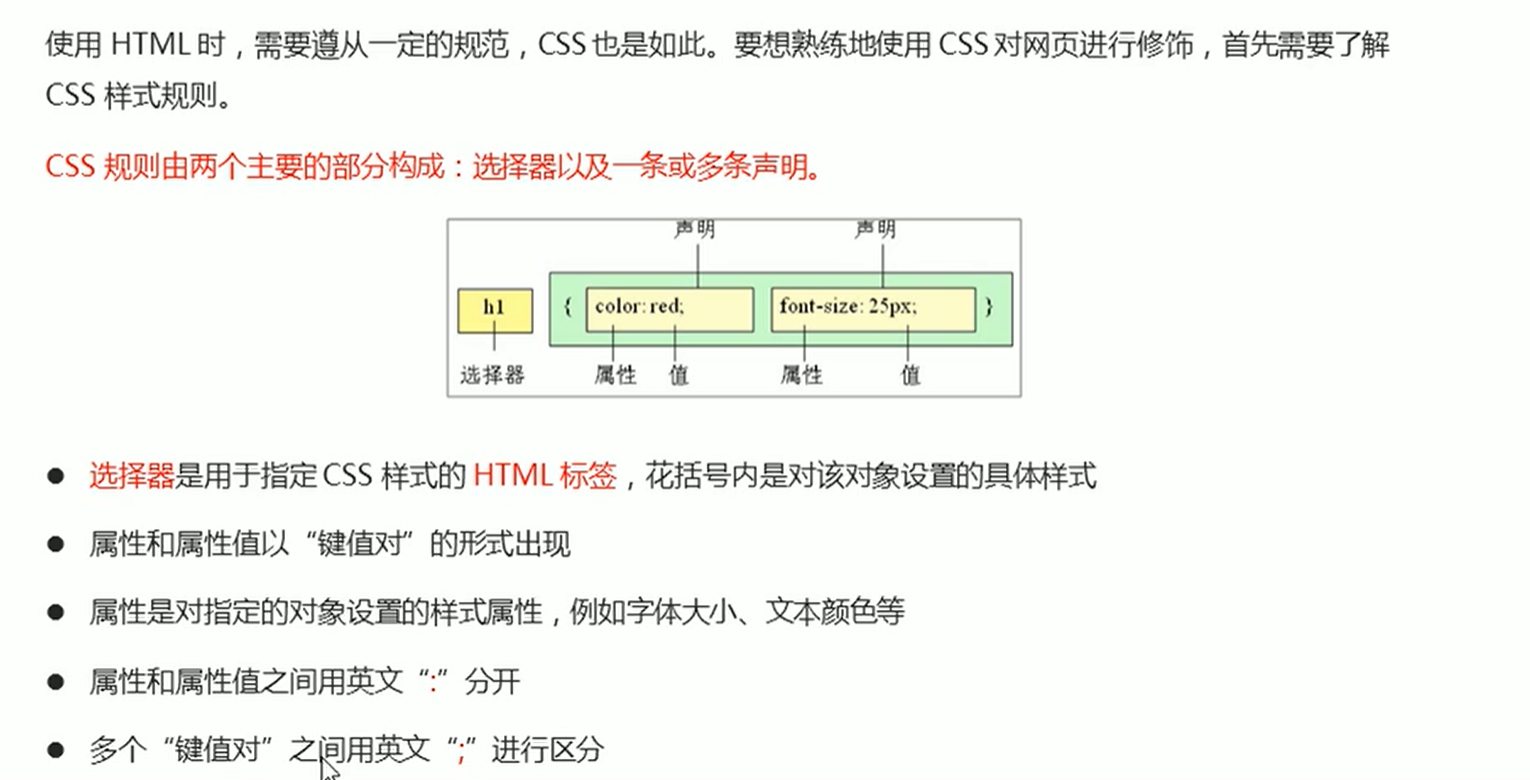 使用 HTML 时，需要遵从一定的规范，CSS 也是如此。要想熟练地使用 CSS 对网页进行修饰，首先需要了解
CSS 样式规则。
CSS 规则由两个主要的部分构成：选择器以及一条或多条声明。
声明 声明
h1 { color: red; font-size: 25px; }
选择器 属性 值 属性 值
● 选择器是用于指定 CSS 样式的 HTML 标签，花括号内是对该对象设置的具体样式
● 属性和属性值以“键值对”的形式出现
● 属性是对指定的对象设置的样式属性，例如字体大小、文本颜色等
● 属性和属性值之间用英文“:”分开
● 多个“键值对”之间用英文“;”进行区分